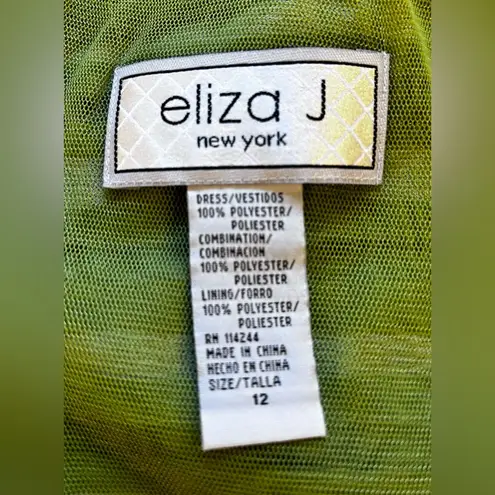 eliza J
new york
DRESS/VESTIDOS
100% POLYESTER/
POLIESTER
COMBINATION/
COMBINACION
100% POLYESTER/
POLIESTER
LINING/FORRO
100% POLYESTER/
POLIESTER
RN 114244
MADE IN CHINA
HECHO EN CHINA
SIZE/TALLA
12